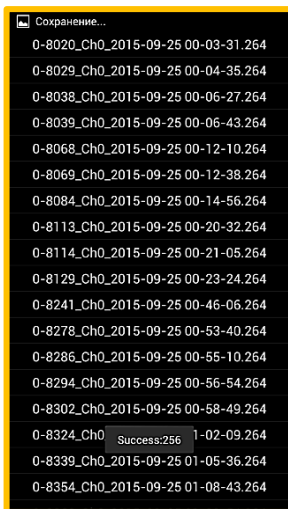 Сохранение...
0-8020_Ch0_2015-09-25 00-03-31.264
0-8029_Ch0_2015-09-25 00-04-35.264
0-8038_Ch0_2015-09-25 00-06-27.264
0-8039_Ch0_2015-09-25 00-06-43.264
0-8068_Ch0_2015-09-25 00-12-10.264
0-8069_Ch0_2015-09-25 00-12-38.264
0-8084_Ch0_2015-09-25 00-14-56.264
0-8113_Ch0_2015-09-25 00-20-32.264
0-8114_Ch0_2015-09-25 00-21-05.264
0-8129_Ch0_2015-09-25 00-23-24.264
0-8241_Ch0_2015-09-25 00-46-06.264
0-8278_Ch0_2015-09-25 00-53-40.264
0-8286_Ch0_2015-09-25 00-55-10.264
0-8294_Ch0_2015-09-25 00-56-54.264
0-8302_Ch0_2015-09-25 00-58-49.264
0-8324_Ch0 1-02-09.264
Success:256
0-8339_Ch0_2015-09-25 01-05-36.264
0-8354_Ch0_2015-09-25 01-08-43.264